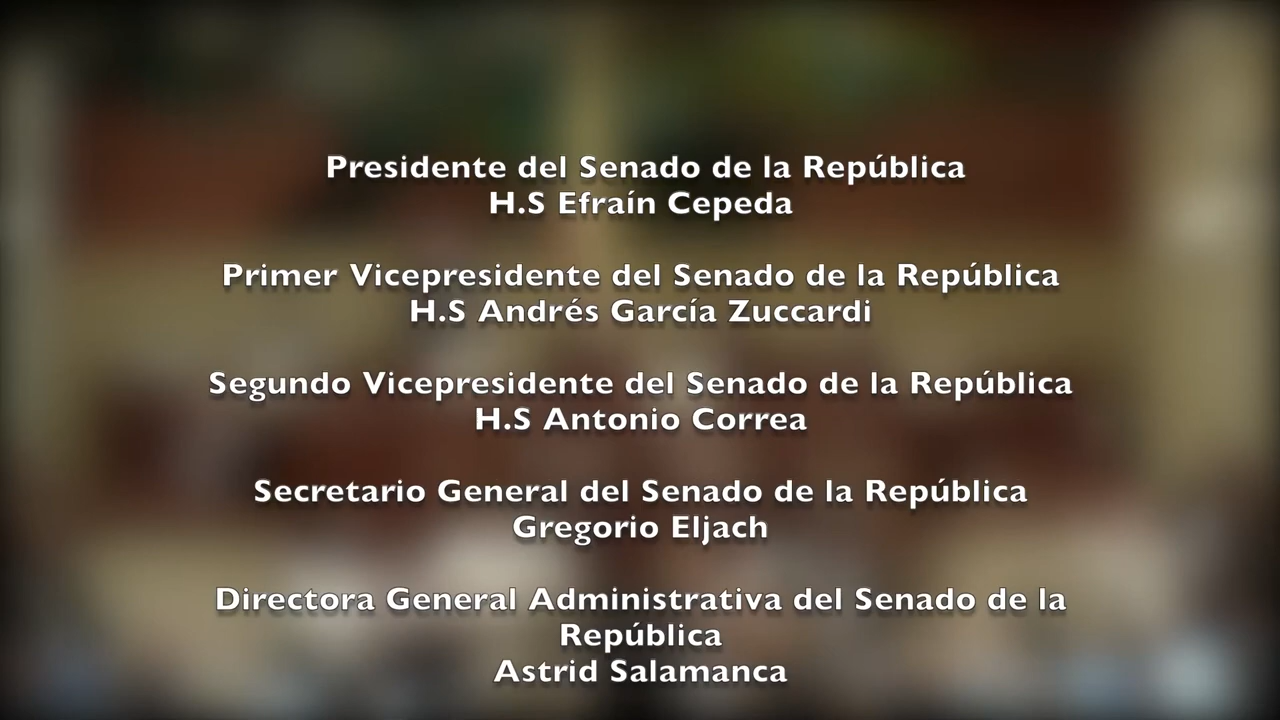 Presidente del Senado de la República
H.S Efraín Cepeda
Primer Vicepresidente del Senado de la República
H.S Andrés García Zuccardi
Segundo Vicepresidente del Senado de la República
H.S Antonio Correa
Secretario General del Senado de la República
Gregorio Eljach
Directora General Administrativa del Senado de la
República
Astrid Salamanca